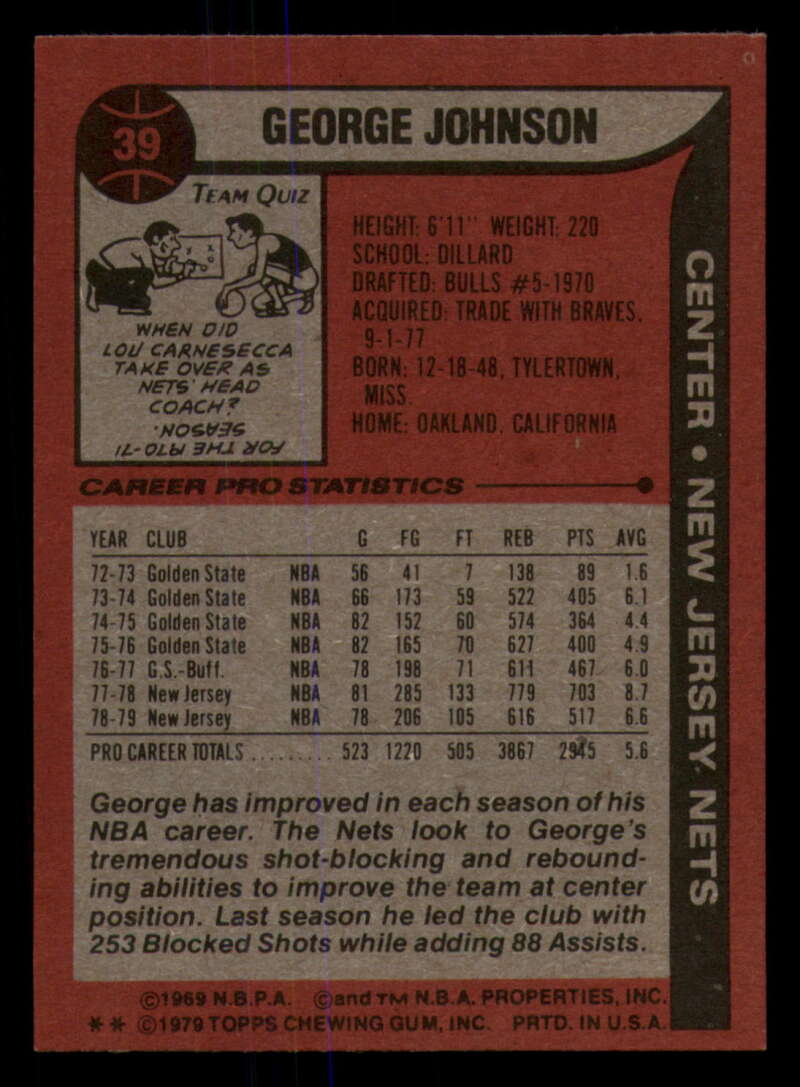 39
GEORGE JOHNSON
TEAM QUIZ
WHEN DID
LOU CARNESECCA
TAKE OVER AS
NETS' HEAD
COACH?
FOR THE 1970-71
SEASON.
HEIGHT: 6'11" WEIGHT: 220
SCHOOL: DILLARD
DRAFTED: BULLS #5-1970
ACQUIRED: TRADE WITH BRAVES,
9-1-77
BORN: 12-18-48, TYLERTOWN,
MISS.
HOME: OAKLAND, CALIFORNIA
CENTER • NEW JERSEY NETS
CAREER PRO STATISTICS
YEAR CLUB G FG FT REB PTS AVG
72-73 Golden State NBA 56 41 7 138 89 1.6
73-74 Golden State NBA 66 173 59 522 405 6.1
74-75 Golden State NBA 82 152 60 574 364 4.4
75-76 Golden State NBA 82 165 70 627 400 4.9
76-77 G.S.-Buff. NBA 78 198 71 611 467 6.0
77-78 New Jersey NBA 81 285 133 779 703 8.7
78-79 New Jersey NBA 78 206 105 616 517 6.6
PRO CAREER TOTALS .......... 523 1220 505 3867 2945 5.6
George has improved in each season of his
NBA career. The Nets look to George's
tremendous shot-blocking and rebound-
ing abilities to improve the team at center
position. Last season he led the club with
253 Blocked Shots while adding 88 Assists.
©1969 N.B.P.A. ©and TM N.B.A. PROPERTIES, INC.
** ©1979 TOPPS CHEWING GUM, INC. PRTD. IN U.S.A.